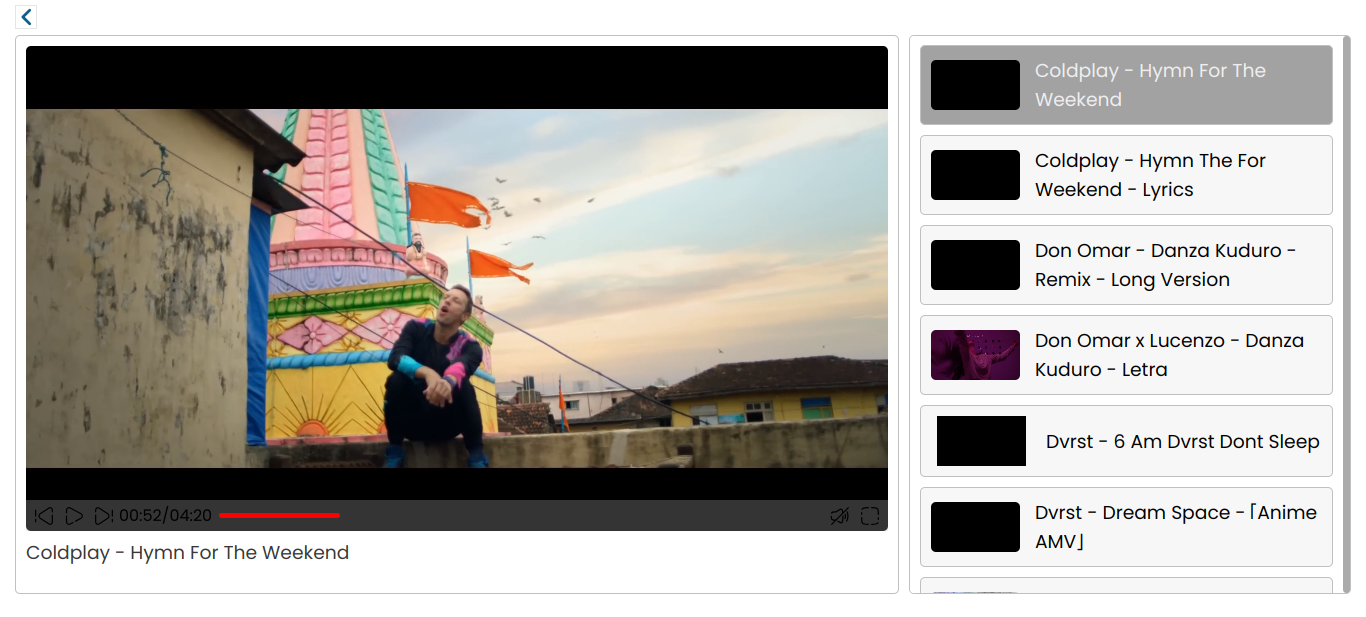 00:52/04:20
Coldplay - Hymn For The Weekend
Coldplay - Hymn For The
Weekend
Coldplay - Hymn The For
Weekend - Lyrics
Don Omar - Danza Kuduro -
Remix - Long Version
Don Omar x Lucenzo - Danza
Kuduro - Letra
Dvrst - 6 Am Dvrst Dont Sleep
Dvrst - Dream Space -「Anime
AMV」